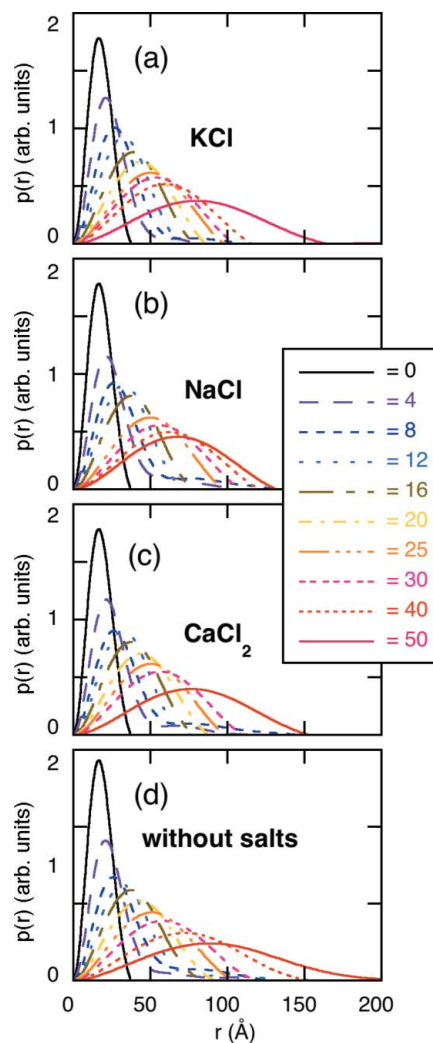 2
(a)
KCl
1
0
p(r) (arb. units)
2
(b)
NaCl
1
0
p(r) (arb. units)
= 0
= 4
= 8
= 12
= 16
= 20
= 25
= 30
= 40
= 50
2
(c)
CaCl2
1
0
p(r) (arb. units)
2
(d)
without salts
1
0
p(r) (arb. units)
0 50 100 150 200
r (Å)